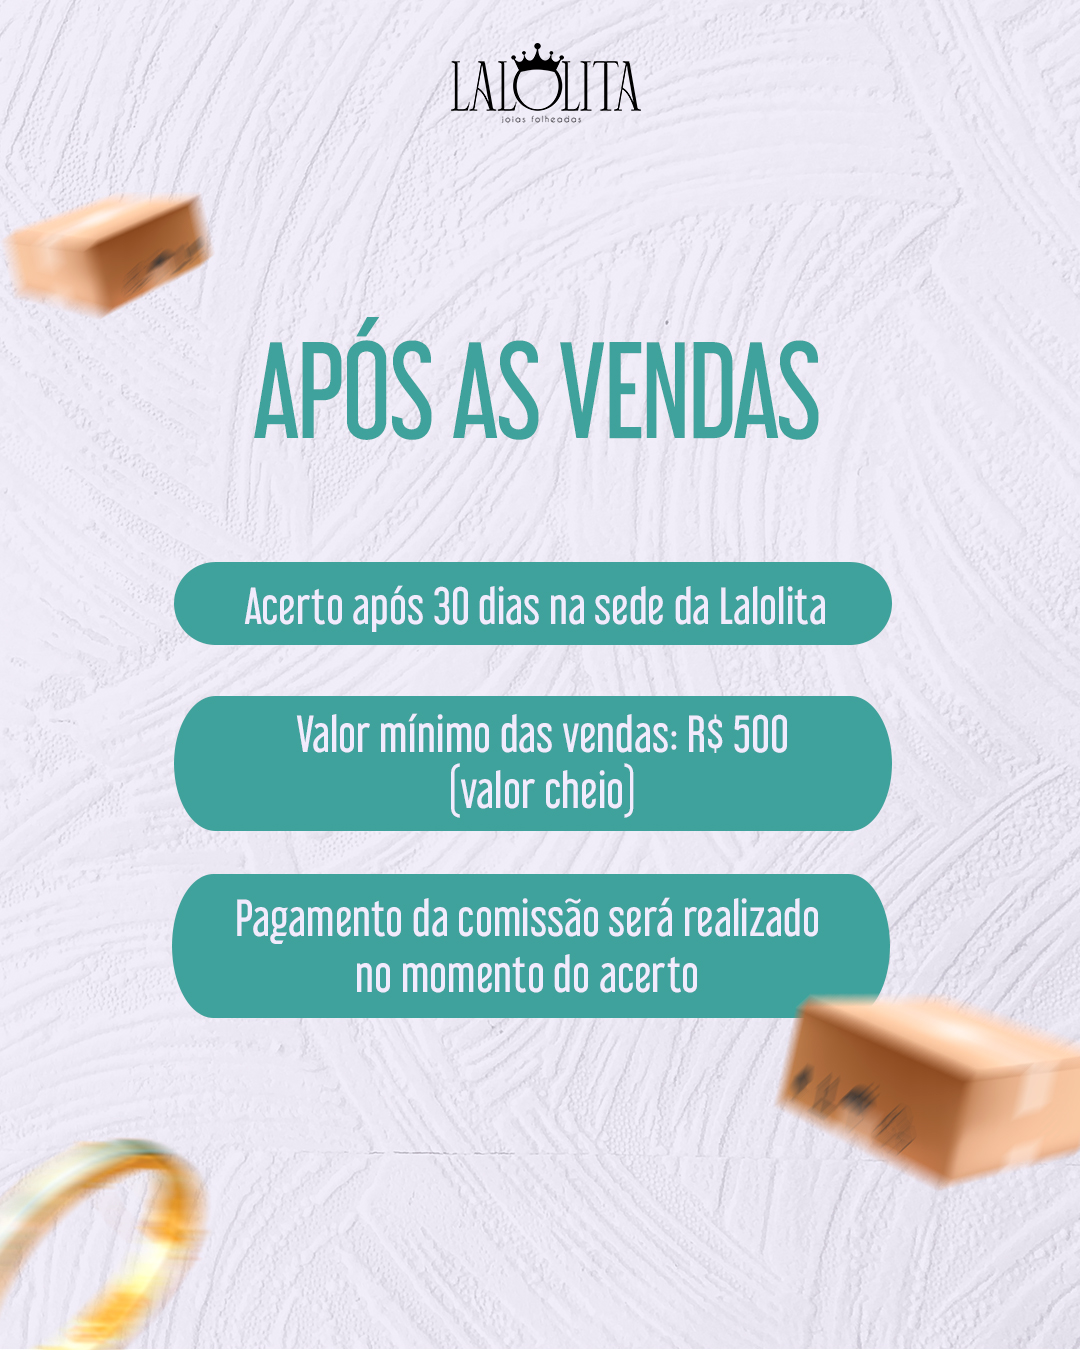 LALOLITA
joias folheadas
APÓS AS VENDAS
Acerto após 30 dias na sede da Lalolita
Valor mínimo das vendas: R$ 500
(valor cheio)
Pagamento da comissão será realizado
no momento do acerto